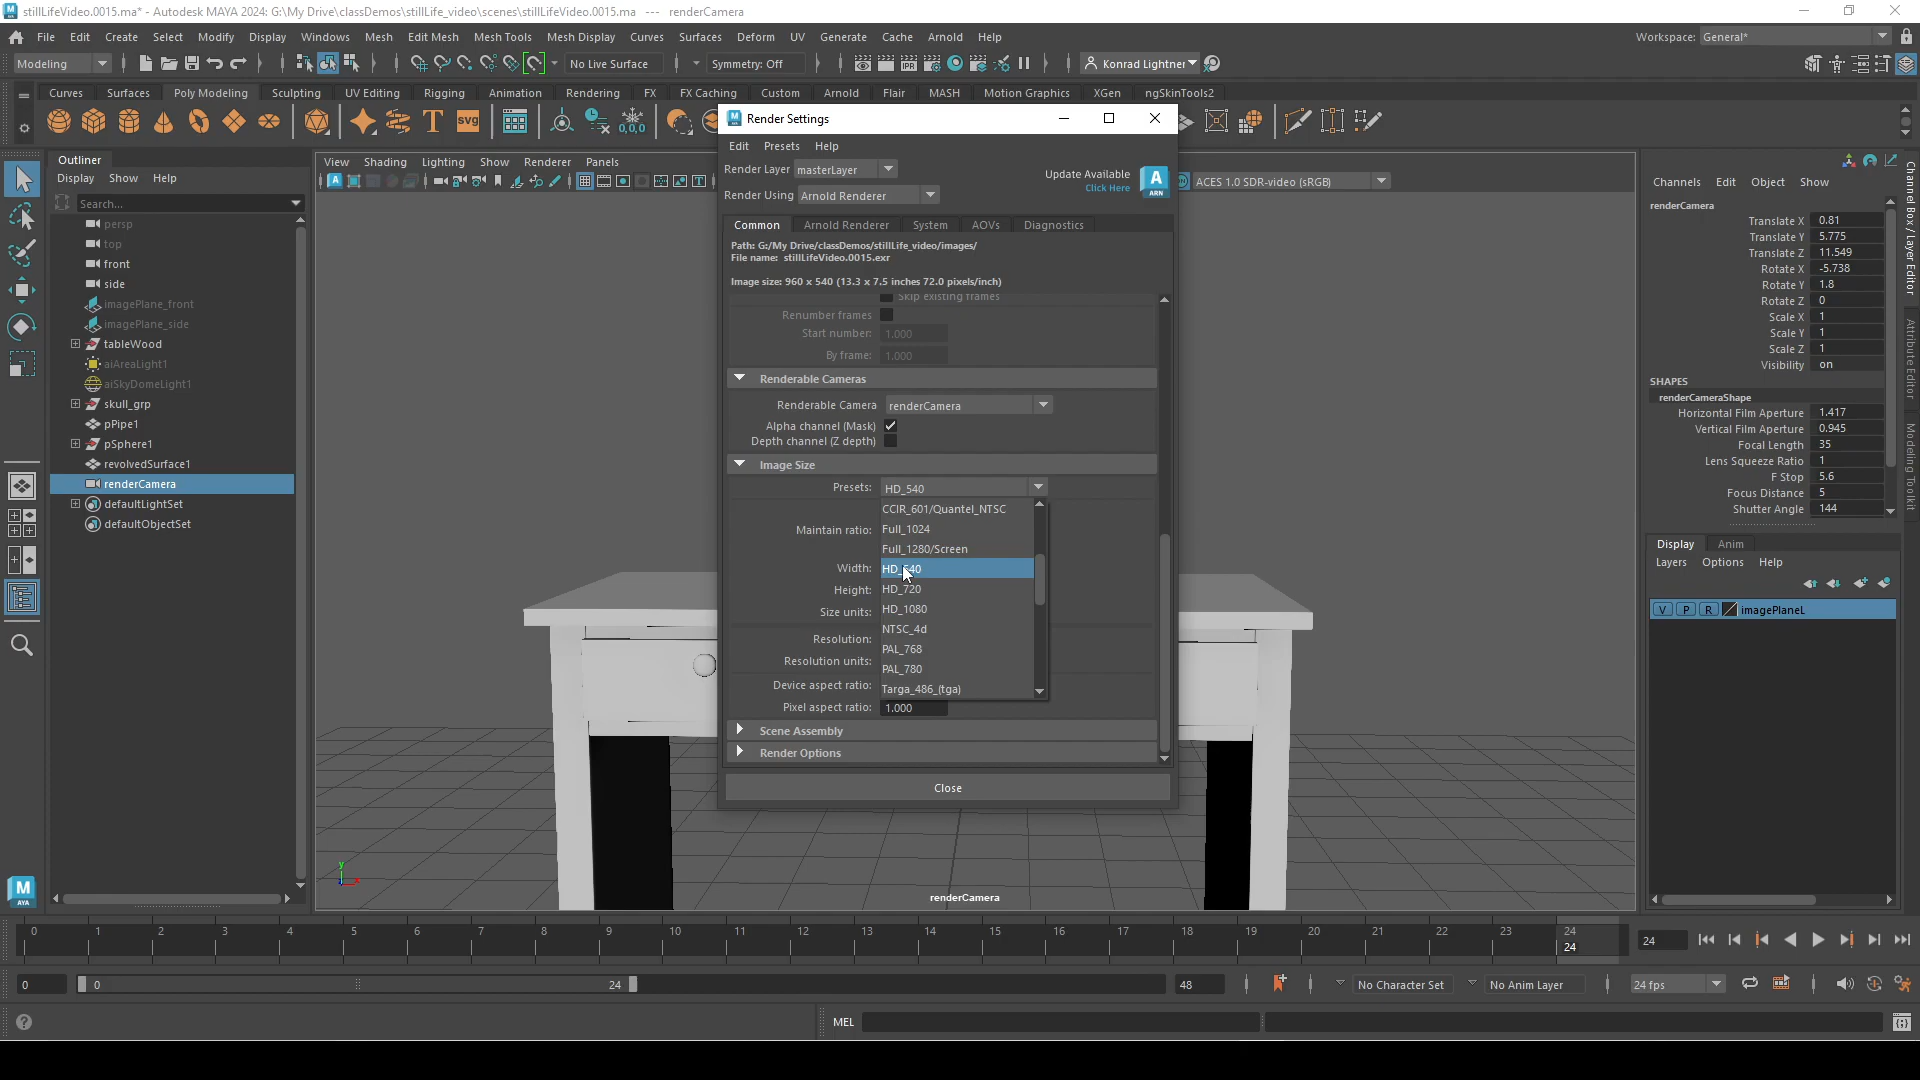 stillLifeVideo.0015.ma* - Autodesk MAYA 2024: G:\My Drive\classDemos\stillLife_video\scenes\stillLifeVideo.0015.ma --- renderCamera
File Edit Create Select Modify Display Windows Mesh Edit Mesh Mesh Tools Mesh Display Curves Surfaces Deform UV Generate Cache Arnold Help
Workspace: General*
Modeling
No Live Surface
Symmetry: Off
IPR
Konrad Lightner
Curves Surfaces Poly Modeling Sculpting UV Editing Rigging Animation Rendering FX FX Caching Custom Arnold Flair MASH Motion Graphics XGen ngSkinTools2
T
svg
0,0,0
Outliner
Display Show Help
Search...
persp
top
front
side
imagePlane_front
imagePlane_side
tableWood
aiAreaLight1
aiSkyDomeLight1
skull_grp
pPipe1
pSphere1
revolvedSurface1
renderCamera
defaultLightSet
defaultObjectSet
M
AYA
View Shading Lighting Show Renderer Panels
ACES 1.0 SDR-video (sRGB)
y
x
renderCamera
Render Settings
Edit Presets Help
Render Layer masterLayer
Render Using Arnold Renderer
Update Available
Click Here
A
ARN
Common Arnold Renderer System AOVs Diagnostics
Path: G:/My Drive/classDemos/stillLife_video/images/
File name: stillLifeVideo.0015.exr
Image size: 960 x 540 (13.3 x 7.5 inches 72.0 pixels/inch)
Skip existing frames
Renumber frames
Start number: 1.000
By frame: 1.000
Renderable Cameras
Renderable Camera renderCamera
Alpha channel (Mask)
Depth channel (Z depth)
Image Size
Presets: HD_540
Maintain ratio:
Width:
Height:
Size units:
Resolution:
Resolution units:
Device aspect ratio:
Pixel aspect ratio: 1.000
CCIR_601/Quantel_NTSC
Full_1024
Full_1280/Screen
HD_540
HD_720
HD_1080
NTSC_4d
PAL_768
PAL_780
Targa_486_(tga)
Scene Assembly
Render Options
Close
Channels Edit Object Show
renderCamera
Translate X 0.81
Translate Y 5.775
Translate Z 11.549
Rotate X -5.738
Rotate Y 1.8
Rotate Z 0
Scale X 1
Scale Y 1
Scale Z 1
Visibility on
SHAPES
renderCameraShape
Horizontal Film Aperture 1.417
Vertical Film Aperture 0.945
Focal Length 35
Lens Squeeze Ratio 1
F Stop 5.6
Focus Distance 5
Shutter Angle 144
Display Anim
Layers Options Help
V P R imagePlaneL
Channel Box / Layer Editor
Attribute Editor
Modeling Toolkit
0 1 2 3 4 5 6 7 8 9 10 11 12 13 14 15 16 17 18 19 20 21 22 23 24
24
24
0
0
24
48
No Character Set
No Anim Layer
24 fps
MEL